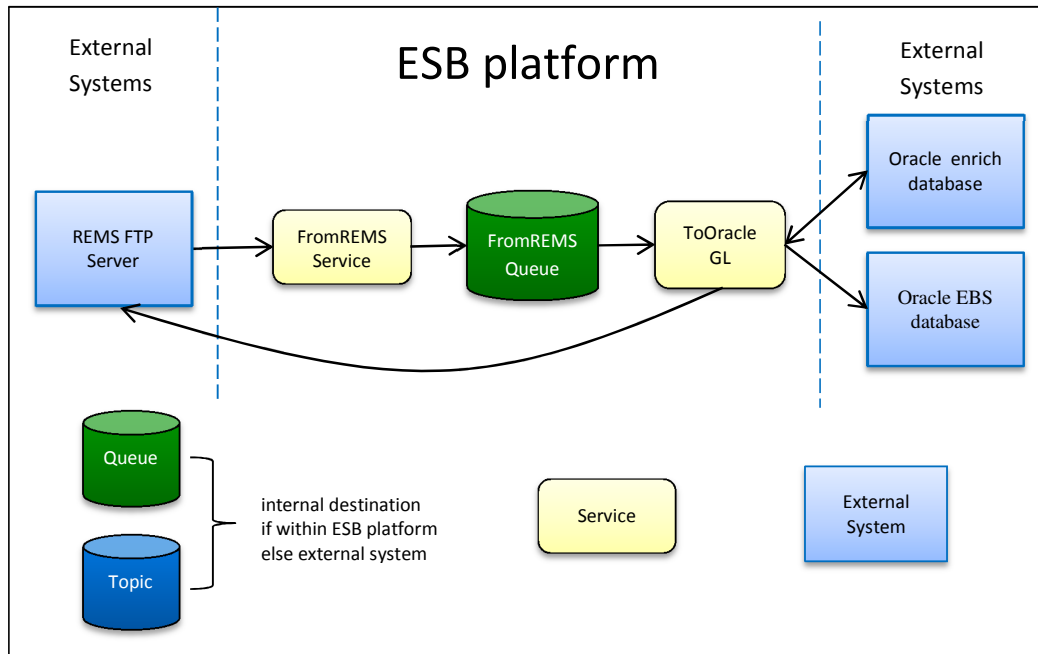 External
Systems
ESB platform
External
Systems
REMS FTP
Server
FromREMS
Service
FromREMS
Queue
ToOracle
GL
Oracle enrich
database
Oracle EBS
database
Queue
Topic
internal destination
if within ESB platform
else external system
Service
External
System